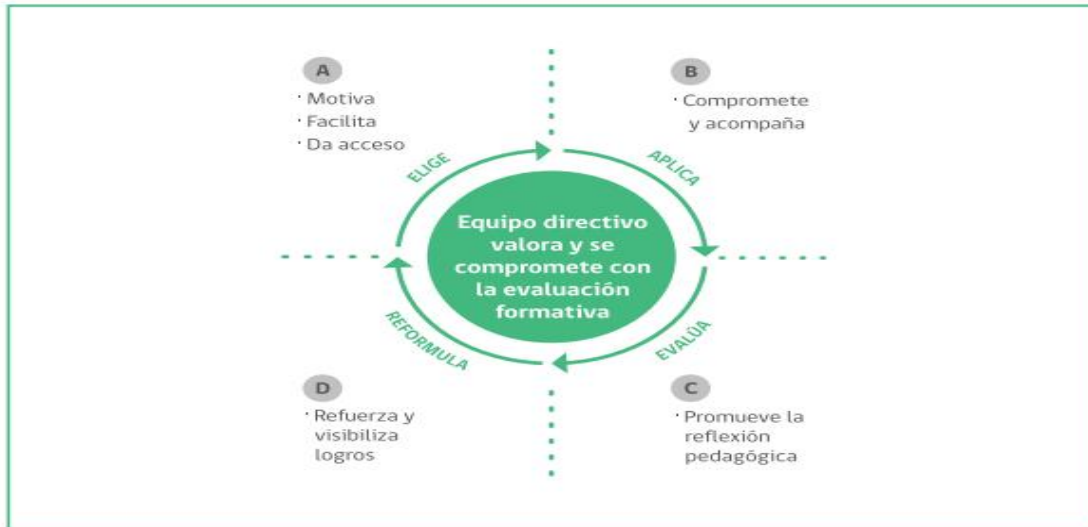 A
· Motiva
· Facilita
· Da acceso
B
· Compromete
y acompaña
ELIGE
APLICA
Equipo directivo
valora y se
compromete con
la evaluación
formativa
REFORMULA
EVALÚA
D
· Refuerza y
visibiliza
logros
C
· Promueve la
reflexión
pedagógica